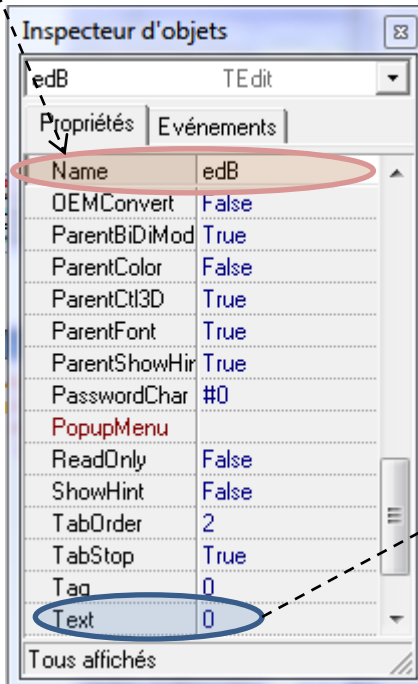 Inspecteur d'objets
edB TEdit
Propriétés Evénements
Name edB
OEMConvert False
ParentBiDiMod True
ParentColor False
ParentCtl3D True
ParentFont True
ParentShowHir True
PasswordChar #0
PopupMenu
ReadOnly False
ShowHint False
TabOrder 2
TabStop True
Tag 0
Text 0
Tous affichés